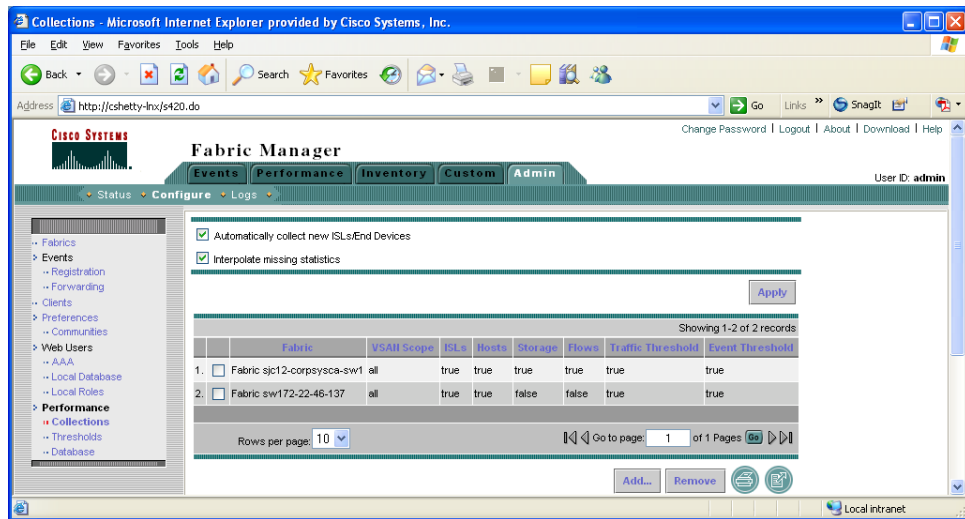 Collections - Microsoft Internet Explorer provided by Cisco Systems, Inc.
File Edit View Favorites Tools Help
Back Search Favorites
Address http://cshetty-lnx/s420.do Go Links » SnagIt
Change Password | Logout | About | Download | Help
CISCO SYSTEMS
Fabric Manager
Events Performance Inventory Custom Admin
User ID: admin
Status Configure Logs
Fabrics
Events
Registration
Forwarding
Clients
Preferences
Communities
Web Users
AAA
Local Database
Local Roles
Performance
Collections
Thresholds
Database
Automatically collect new ISLs/End Devices
Interpolate missing statistics
Apply
Showing 1-2 of 2 records
Fabric VSAN Scope ISLs Hosts Storage Flows Traffic Threshold Event Threshold
1. Fabric sjc12-corpsysca-sw1 all true true true true true true
2. Fabric sw172-22-46-137 all true true false false true true
Rows per page: 10 Go to page: 1 of 1 Pages Go
Add... Remove
Local intranet